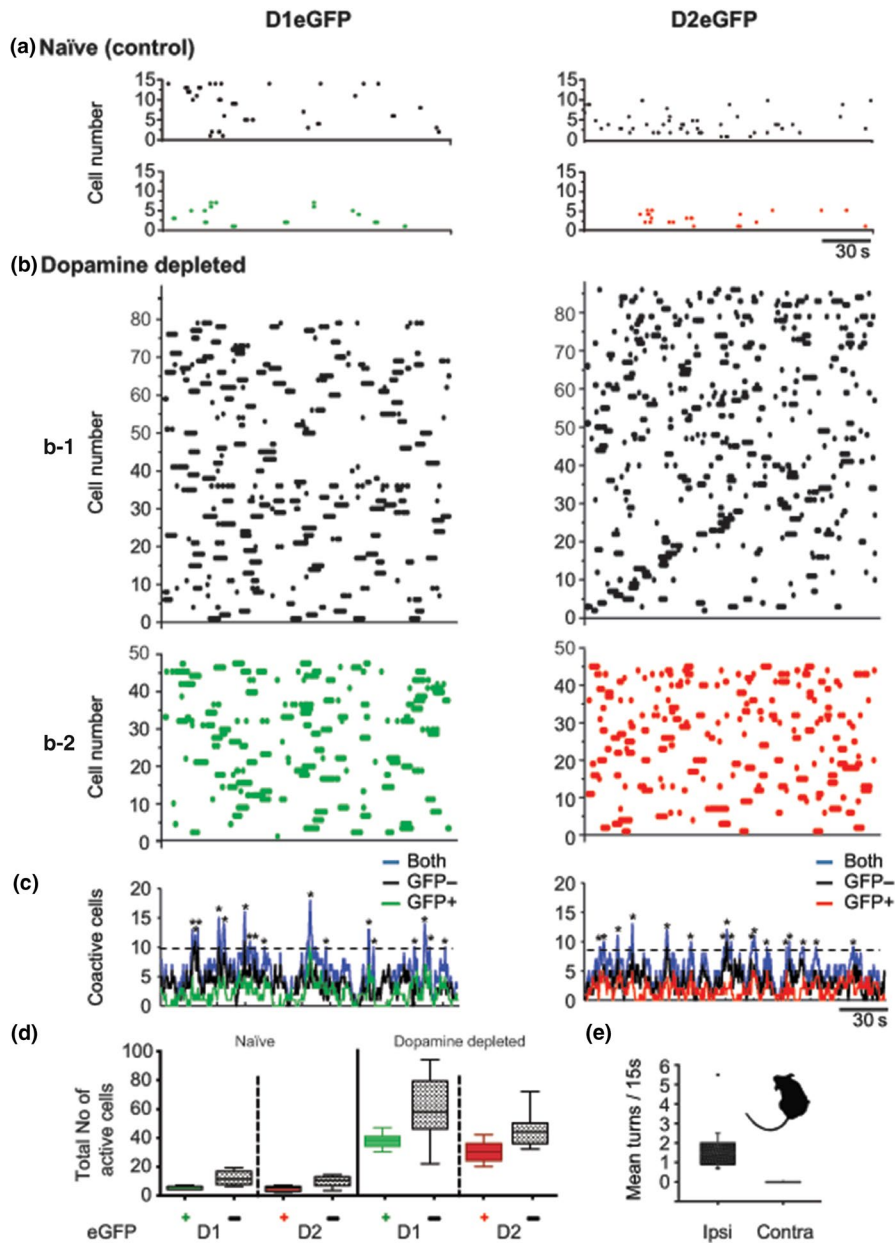 D1eGFP D2eGFP
(a) Naïve (control)
Cell number
15
10
5
0
15
10
5
0
15
10
5
0
15
10
5
0
30 s
(b) Dopamine depleted
b-1
Cell number
80
70
60
50
40
30
20
10
0
80
70
60
50
40
30
20
10
0
b-2
Cell number
50
40
30
20
10
0
50
40
30
20
10
0
(c)
Coactive cells
Both
GFP–
GFP+
20
15
10
5
0
* * * * * * * * * * * * *
Both
GFP–
GFP+
20
15
10
5
0
* * * * * * * * * * * * * *
30 s
(d)
Naïve Dopamine depleted
Total No of active cells
100
80
60
40
20
0
+ – + – + – + –
eGFP D1 D2 D1 D2
(e)
Mean turns / 15s
6
5
4
3
2
1
0
Ipsi Contra